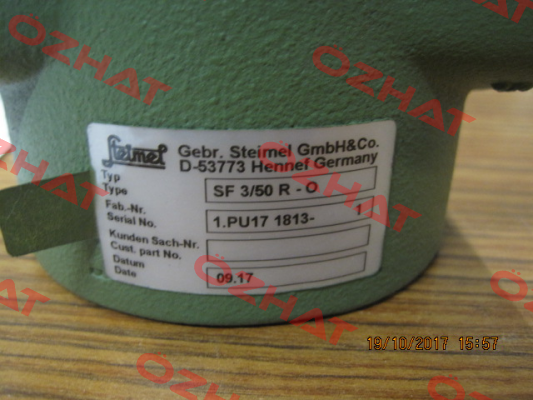 Steimel
Gebr. Steimel GmbH&Co.
D-53773 Hennef Germany
Typ
Type
SF 3/50 R - O
Fab.-Nr.
Serial No.
1.PU17 1813- 1
Kunden Sach-Nr.
Cust. part No.
Datum
Date
09.17
19/10/2017 15:57
OZHAT
OZHAT
OZHAT
OZHAT
OZHAT
OZHAT
OZHAT